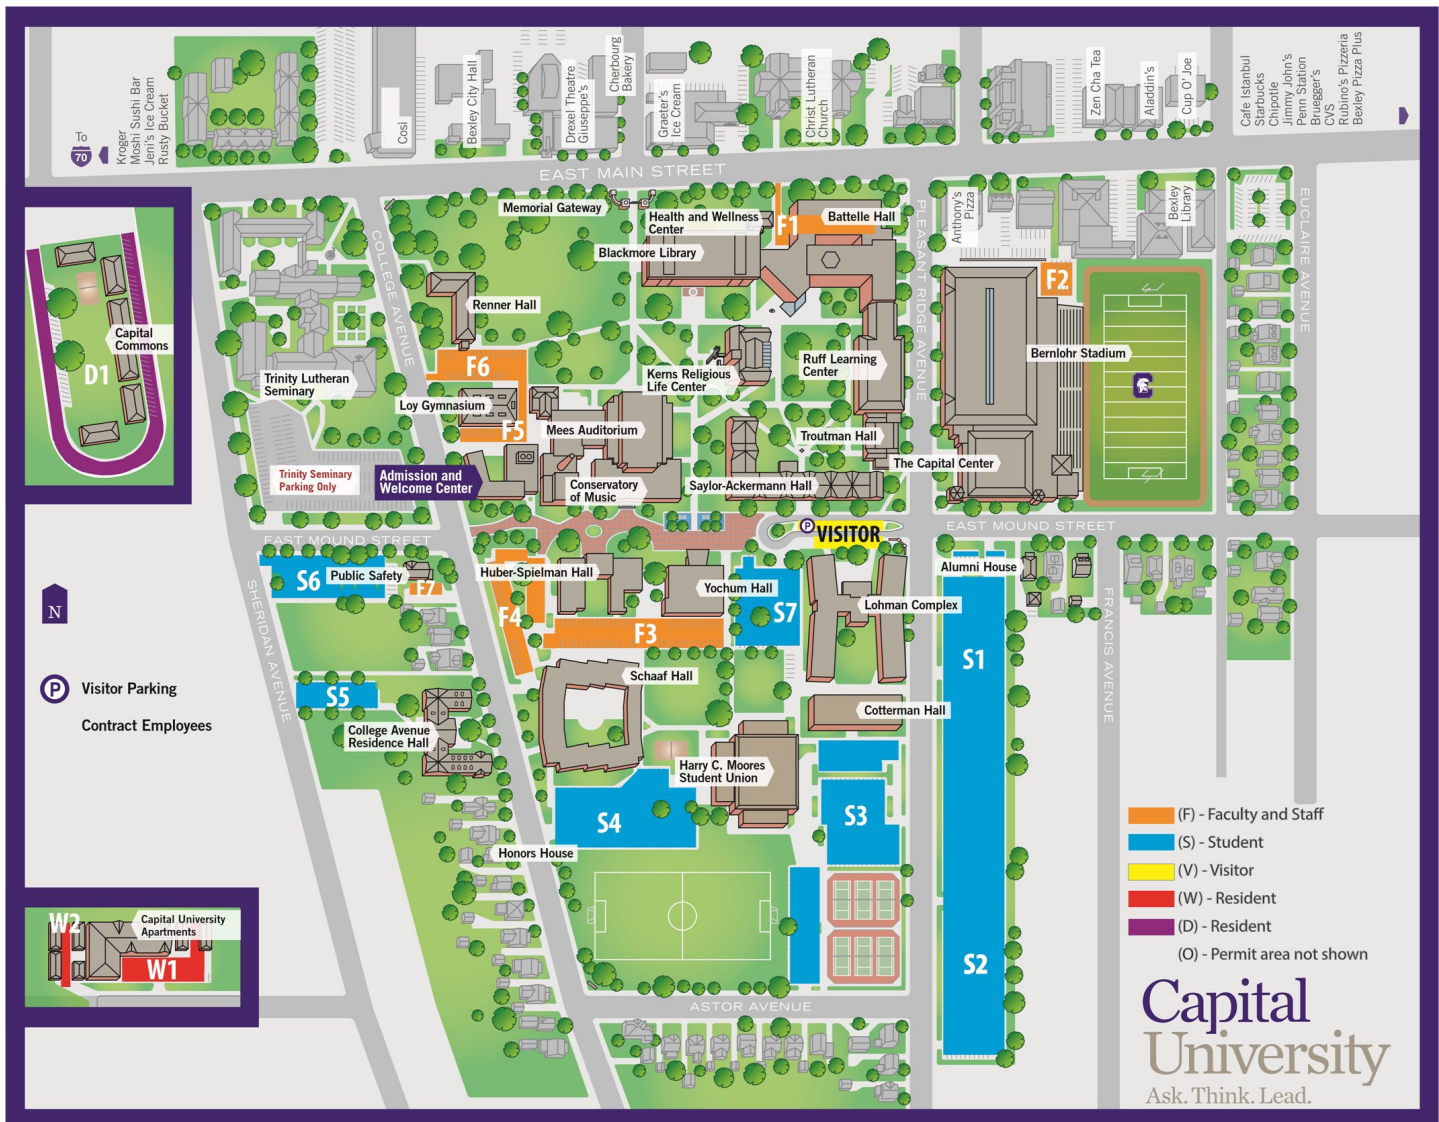 To
70
Kroger
Moshi Sushi Bar
Jeni's Ice Cream
Rusty Bucket
Cosi
Bexley City Hall
Drexel Theatre
Giuseppe's
Cherbourg
Bakery
Graeter's
Ice Cream
Christ Lutheran
Church
Zen Cha Tea
Aladdin's
Cup O' Joe
Cafe Istanbul
Starbucks
Chipotle
Jimmy John's
Penn Station
Bruegger's
CVS
Rubino's Pizzeria
Bexley Pizza Plus
EAST MAIN STREET
Memorial Gateway
Health and Wellness
Center
F1
Battelle Hall
Blackmore Library
Anthony's
Pizza
Bexley
Library
PLEASANT RIDGE AVENUE
EUCLAIRE AVENUE
COLLEGE AVENUE
F2
Renner Hall
Capital
Commons
D1
Trinity Lutheran
Seminary
F6
Loy Gymnasium
F5
Kerns Religious
Life Center
Ruff Learning
Center
Bernlohr Stadium
C
Mees Auditorium
Troutman Hall
The Capital Center
Trinity Seminary
Parking Only
Admission and
Welcome Center
Conservatory
of Music
Saylor-Ackermann Hall
EAST MOUND STREET
P
VISITOR
EAST MOUND STREET
S6
Public Safety
F7
Huber-Spielman Hall
F4
Yochum Hall
S7
Lohman Complex
Alumni House
F3
SHERIDAN AVENUE
FRANCIS AVENUE
N
P
Visitor Parking
Contract Employees
S5
Schaaf Hall
S1
Cotterman Hall
College Avenue
Residence Hall
Harry C. Moores
Student Union
S4
S3
Honors House
S2
ASTOR AVENUE
W2
Capital University
Apartments
W1
(F) - Faculty and Staff
(S) - Student
(V) - Visitor
(W) - Resident
(D) - Resident
(O) - Permit area not shown
Capital
University
Ask. Think. Lead.